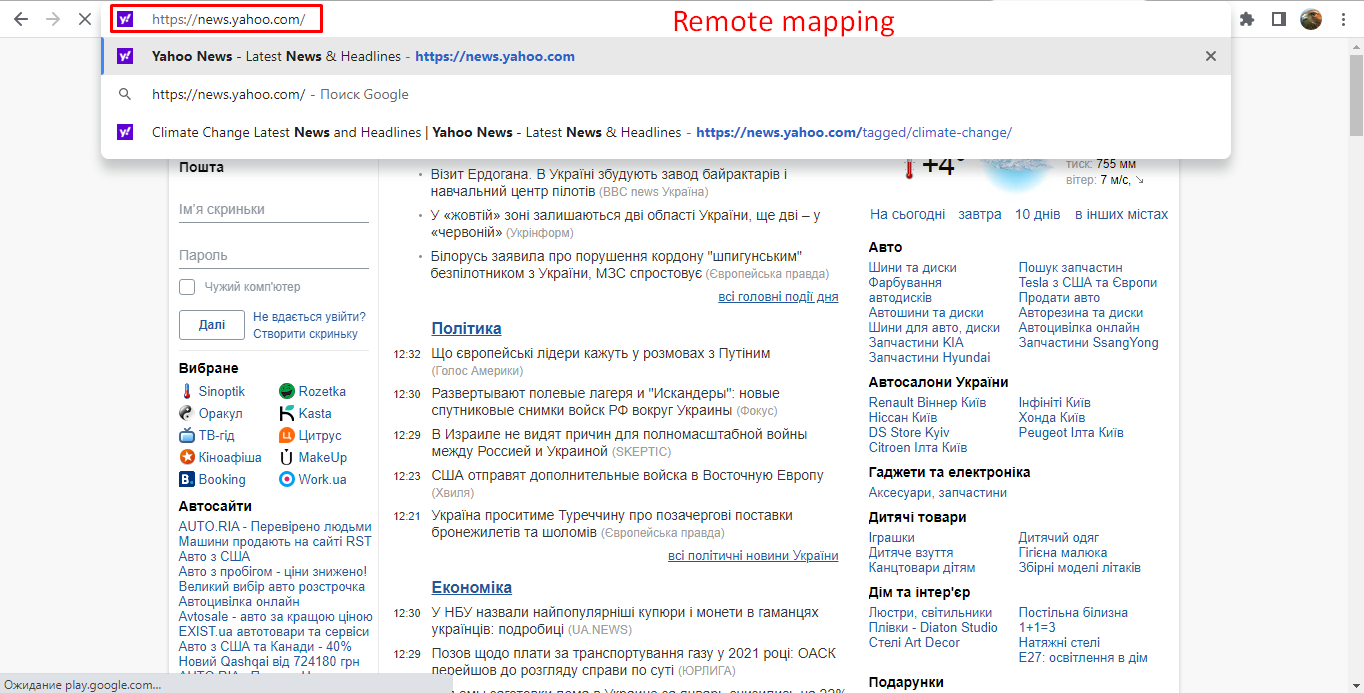 https://news.yahoo.com/
Remote mapping
Yahoo News - Latest News & Headlines - https://news.yahoo.com
https://news.yahoo.com/ - Поиск Google
Climate Change Latest News and Headlines | Yahoo News - Latest News & Headlines - https://news.yahoo.com/tagged/climate-change/
Пошта
Ім'я скриньки
Пароль
Чужий комп'ютер
Далі
Не вдається увійти?
Створити скриньку
Вибране
Sinoptik
Rozetka
Оракул
Kasta
ТВ-гід
Цитрус
Кіноафіша
MakeUp
Booking
Work.ua
Автосайти
AUTO.RIA - Перевірено людьми
Машини продають на сайті RST
Авто з США
Авто з пробігом - ціни знижено!
Великий вибір авто розстрочка
Автоцивілка онлайн
Avtosale - авто за кращою ціною
EXIST.ua автотовари та сервіси
Авто з США та Канади - 40%
Новий Qashqai від 724180 грн
Візит Ердогана. В Україні збудують завод байрактарів і
навчальний центр пілотів (BBC news Україна)
У «жовтій» зоні залишаються дві області України, ще дві – у
«червоній» (Укрінформ)
Білорусь заявила про порушення кордону "шпигунським"
безпілотником з України, МЗС спростовує (Європейська правда)
всі головні події дня
Політика
12:32 Що європейські лідери кажуть у розмовах з Путіним
(Голос Америки)
12:30 Развертывают полевые лагеря и "Искандеры": новые
спутниковые снимки войск РФ вокруг Украины (Фокус)
12:29 В Израиле не видят причин для полномасштабной войны
между Россией и Украиной (SKEPTIC)
12:23 США отправят дополнительные войска в Восточную Европу
(Хвиля)
12:21 Україна проситиме Туреччину про позачергові поставки
бронежилетів та шоломів (Європейська правда)
всі політичні новини України
Економіка
12:30 У НБУ назвали найпопулярніші купюри і монети в гаманцях
українців: подробиці (UA.NEWS)
12:29 Позов щодо плати за транспортування газу у 2021 році: ОАСК
перейшов до розгляду справи по суті (ЮРЛИГА)
+4°
тиск: 755 мм
вітер: 7 м/с,
На сьогодні завтра 10 днів в інших містах
Авто
Шини та диски
Фарбування
автодисків
Автошини та диски
Шини для авто, диски
Запчастини KIA
Запчастини Hyundai
Пошук запчастин
Tesla з США та Європи
Продати авто
Авторезина та диски
Автоцивілка онлайн
Запчастини SsangYong
Автосалони України
Renault Віннер Київ
Ніссан Київ
DS Store Kyiv
Citroen Ілта Київ
Інфініті Київ
Хонда Київ
Peugeot Ілта Київ
Гаджети та електроніка
Аксесуари, запчастини
Дитячі товари
Іграшки
Дитяче взуття
Канцтовари дітям
Дитячий одяг
Гігієна малюка
Збірні моделі літаків
Дім та інтер'єр
Люстри, світильники
Плівки - Diaton Studio
Стелі Art Decor
Постільна білизна
1+1=3
Натяжні стелі
E27: освітлення в дім
Подарунки
Ожидание play.google.com...